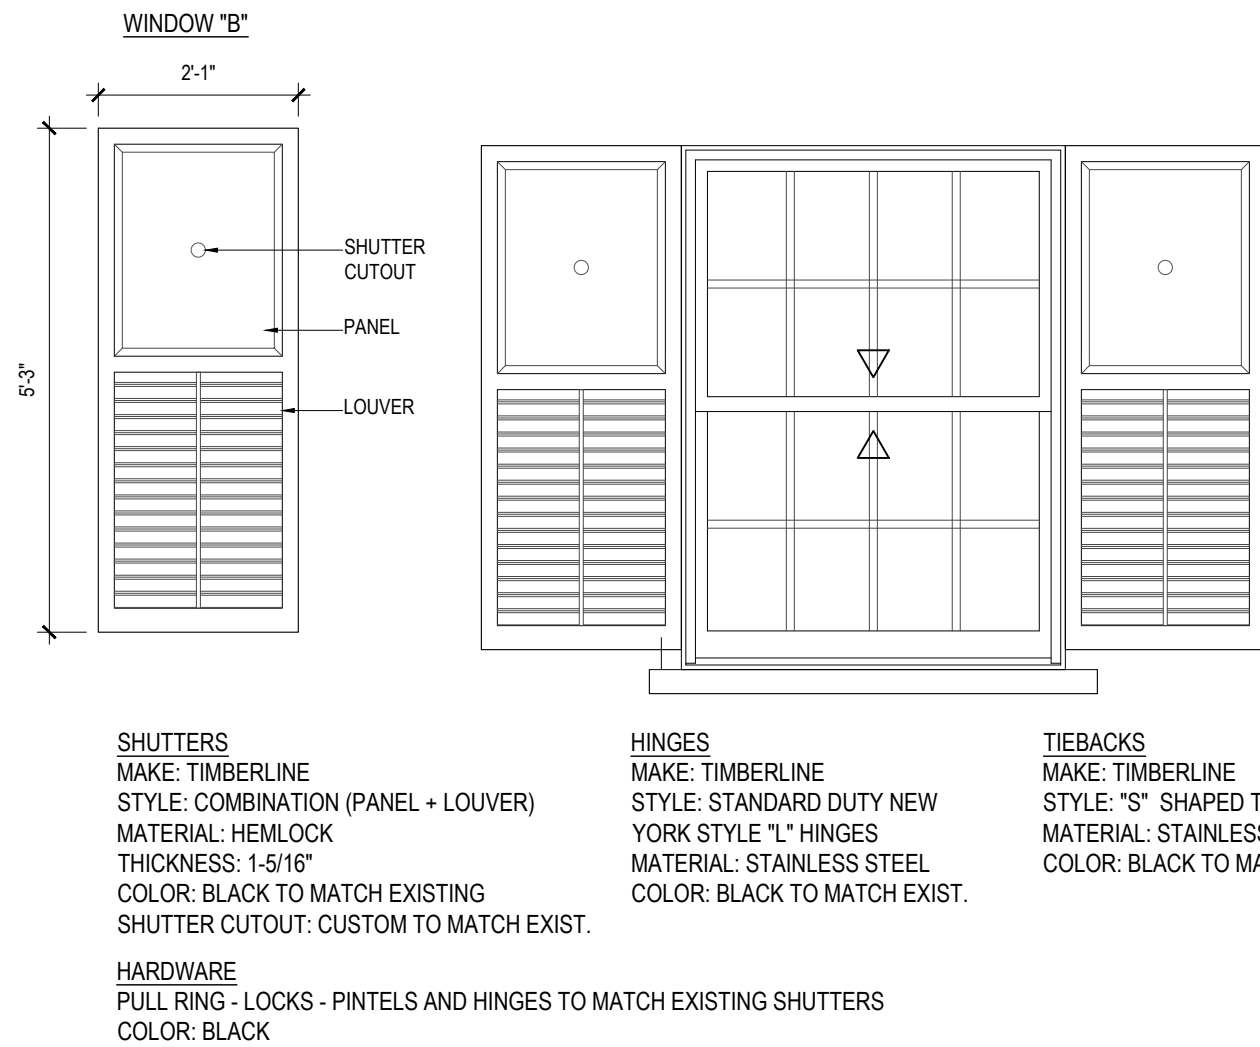 WINDOW "B"
2'-1"
5'-3"
SHUTTER
CUTOUT
PANEL
LOUVER
SHUTTERS
MAKE: TIMBERLINE
STYLE: COMBINATION (PANEL + LOUVER)
MATERIAL: HEMLOCK
THICKNESS: 1-5/16"
COLOR: BLACK TO MATCH EXISTING
SHUTTER CUTOUT: CUSTOM TO MATCH EXIST.
HINGES
MAKE: TIMBERLINE
STYLE: STANDARD DUTY NEW
YORK STYLE "L" HINGES
MATERIAL: STAINLESS STEEL
COLOR: BLACK TO MATCH EXIST.
TIEBACKS
MAKE: TIMBERLINE
STYLE: "S" SHAPED
MATERIAL: STAINLESS
COLOR: BLACK TO
HARDWARE
PULL RING - LOCKS - PINTELS AND HINGES TO MATCH EXISTING SHUTTERS
COLOR: BLACK